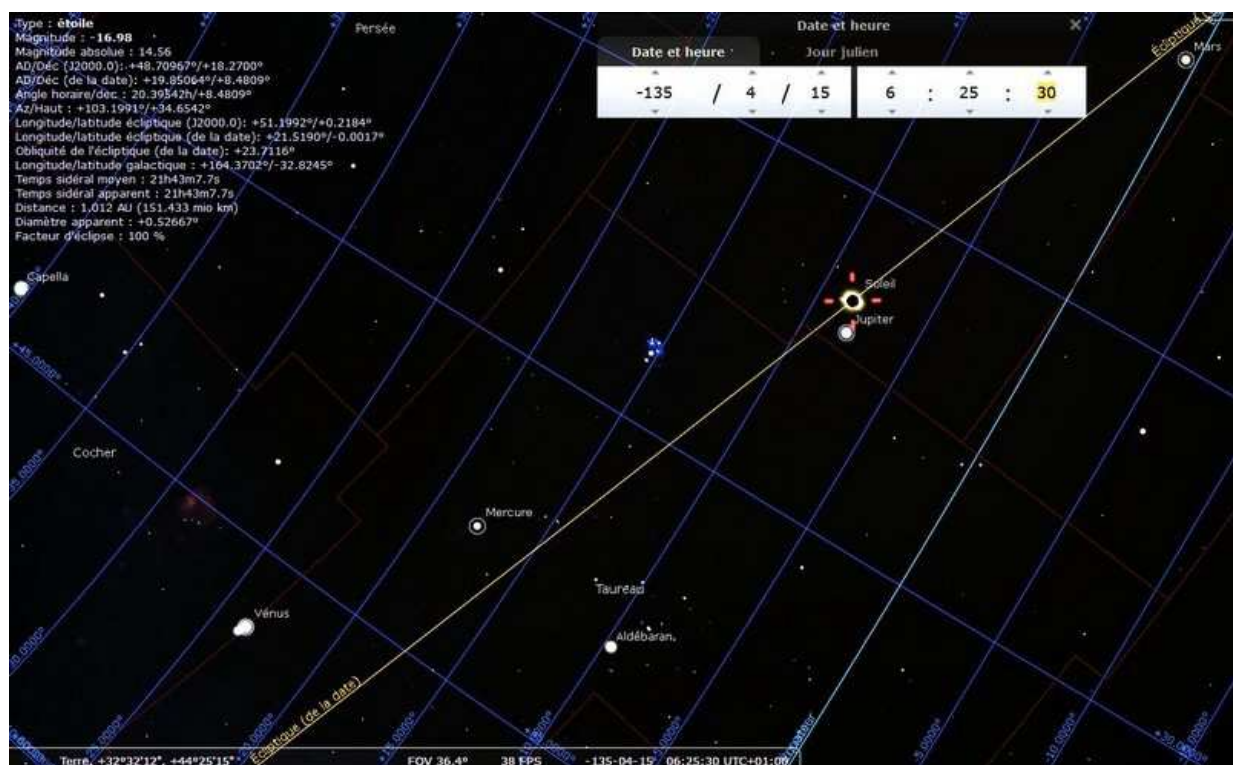 Type : étoile
Magnitude : -16.98
Magnitude absolue : 14.56
AD/Déc (J2000.0): +48.70967°/+18.2700°
AD/Déc (de la date): +19.85064°/+8.4809°
Angle horaire/déc : 20.39542h/+8.4809°
Az/Haut : +103.1991°/+34.6542°
Longitude/latitude écliptique (J2000.0): +51.1992°/+0.2184°
Longitude/latitude écliptique (de la date): +21.5190°/-0.0017°
Obliquité de l'écliptique (de la date): +23.7116°
Longitude/latitude galactique : +164.3702°/-32.8245°
Temps sidéral moyen : 21h43m7.7s
Temps sidéral apparent : 21h43m7.7s
Distance : 1.012 AU (151.433 mio km)
Diamètre apparent : +0.52667°
Facteur d'éclipse : 100 %
Persée
Date et heure
Date et heure Jour julien
-135 / 4 / 15 6 : 25 : 30
Écliptique
Mars
Capella
Soleil
Jupiter
+45.0000°
Cocher
Mercure
Taureau
Vénus
Aldébaran
Écliptique (de la date)
Terre, +32°32'12", +44°25'15" FOV 36.4° 38 FPS -135-04-15 06:25:30 UTC+01:00